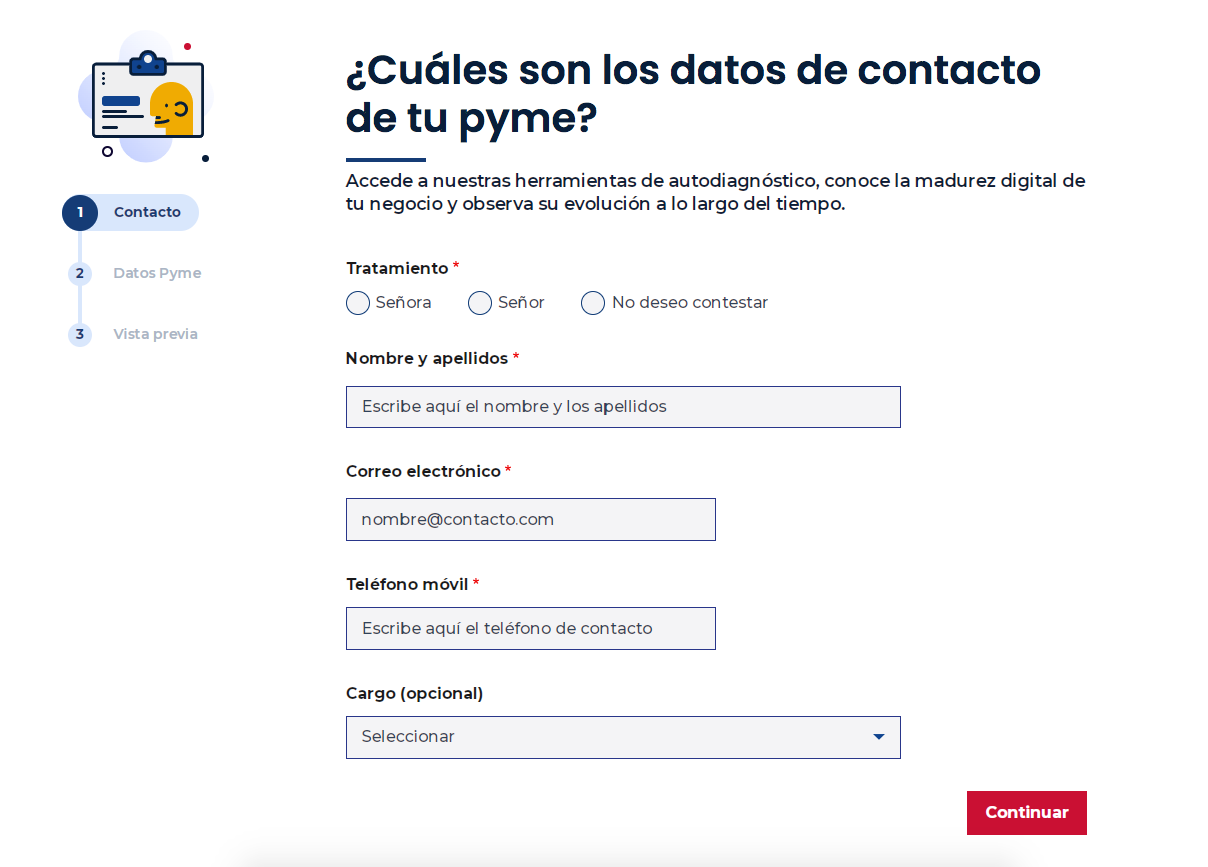 ¿Cuáles son los datos de contacto
de tu pyme?
Accede a nuestras herramientas de autodiagnóstico, conoce la madurez digital de
tu negocio y observa su evolución a lo largo del tiempo.
1 Contacto
2 Datos Pyme
3 Vista previa
Tratamiento *
Señora Señor No deseo contestar
Nombre y apellidos *
Escribe aquí el nombre y los apellidos
Correo electrónico *
nombre@contacto.com
Teléfono móvil *
Escribe aquí el teléfono de contacto
Cargo (opcional)
Seleccionar
Continuar